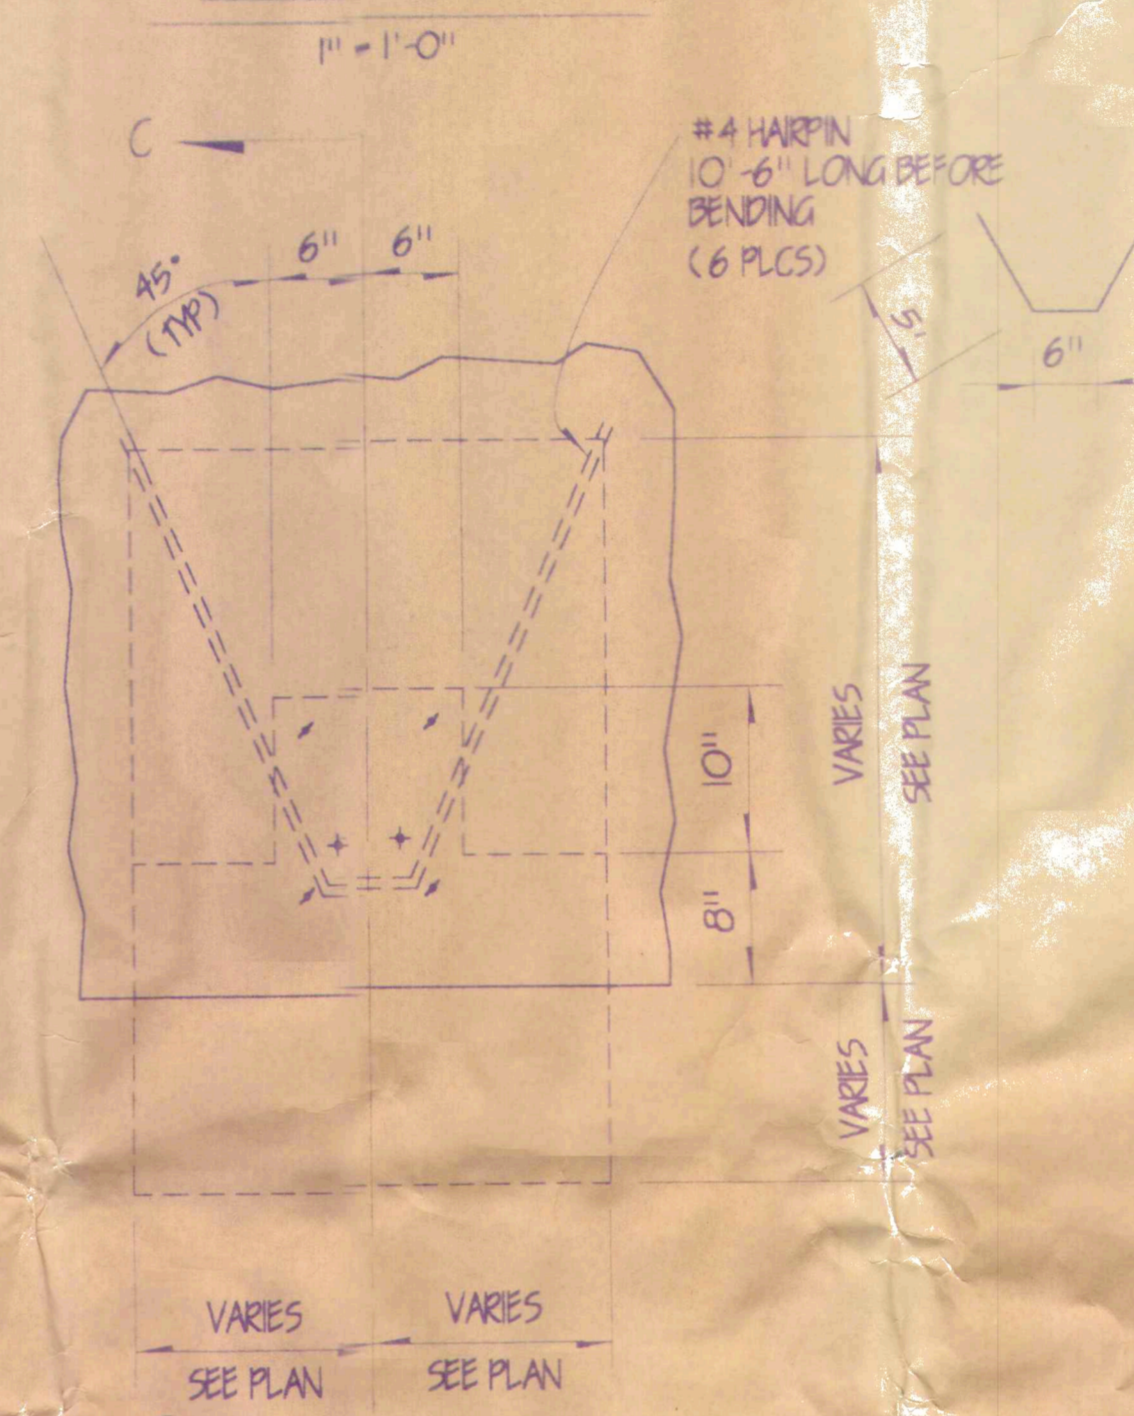 1" = 1'-0"
C
#4 HAIRPIN
10'-6" LONG BEFORE
BENDING
(6 PLCS)
6"
6"
45°
(TYP)
5'
6"
VARIES
SEE PLAN
10"
8"
VARIES
SEE PLAN
VARIES
SEE PLAN
VARIES
SEE PLAN